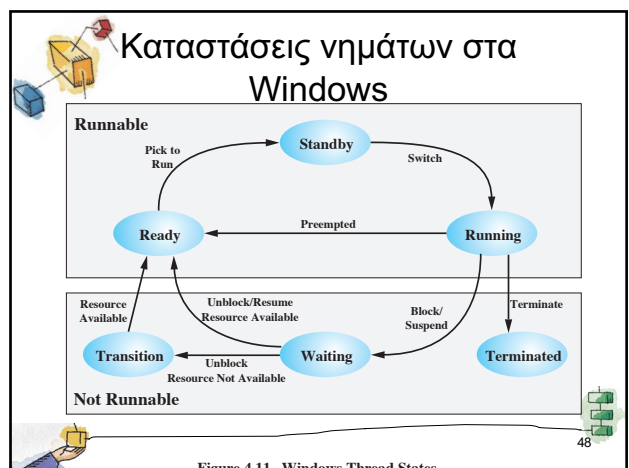 Καταστάσεις νημάτων στα
Windows
Runnable
Standby
Pick to
Run
Switch
Ready
Preempted
Running
Resource
Available
Unblock/Resume
Resource Available
Block/
Suspend
Terminate
Transition
Unblock
Resource Not Available
Waiting
Terminated
Not Runnable
48
Figure 4.11 Windows Thread States